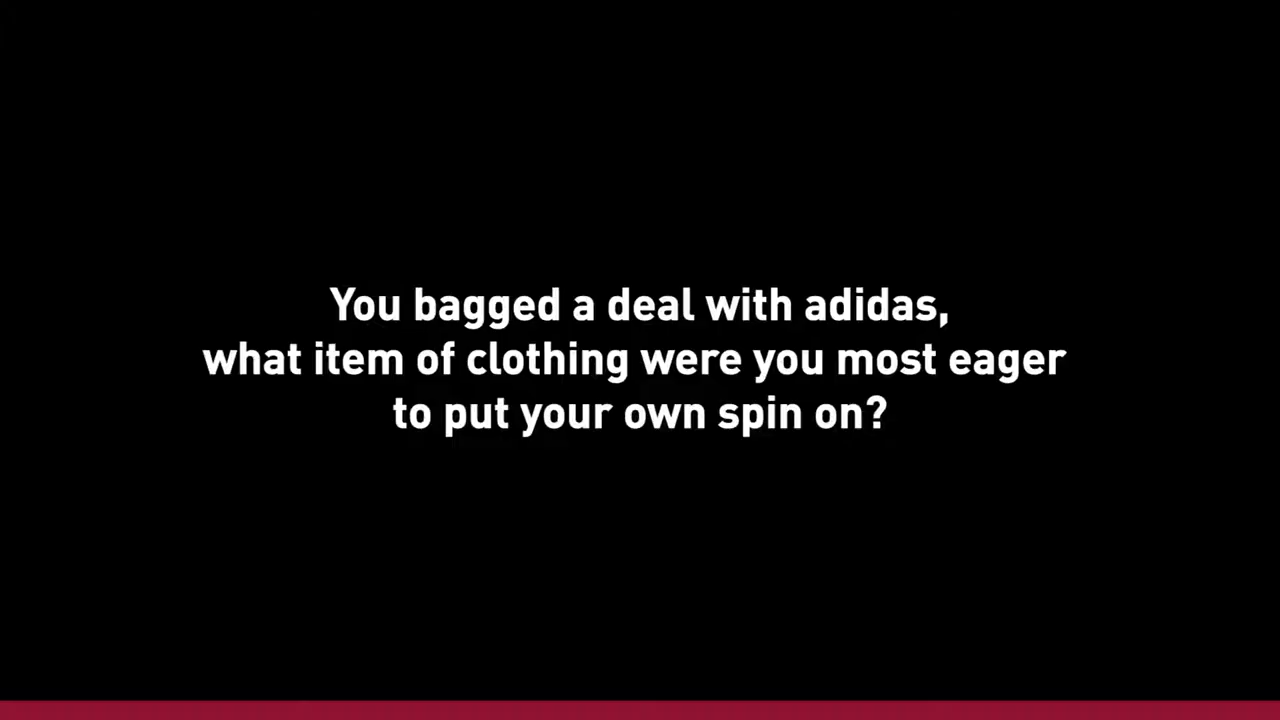 You bagged a deal with adidas,
what item of clothing were you most eager
to put your own spin on?